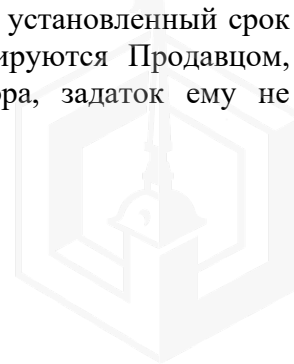 установленный срок
ируются Продавцом,
ра, задаток ему не